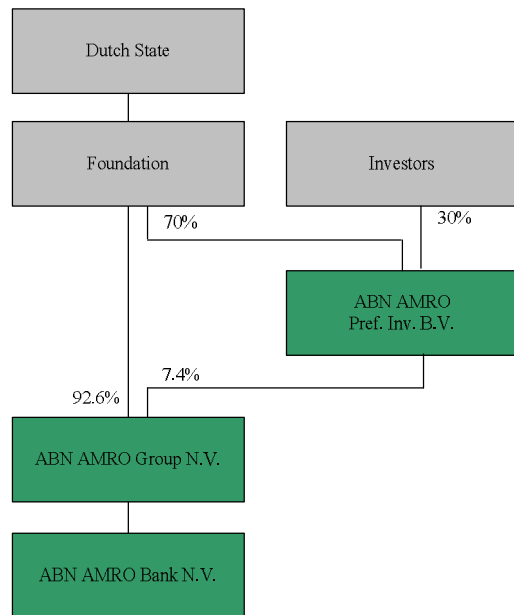 Dutch State
Foundation
Investors
70%
30%
ABN AMRO
Pref. Inv. B.V.
7.4%
92.6%
ABN AMRO Group N.V.
ABN AMRO Bank N.V.